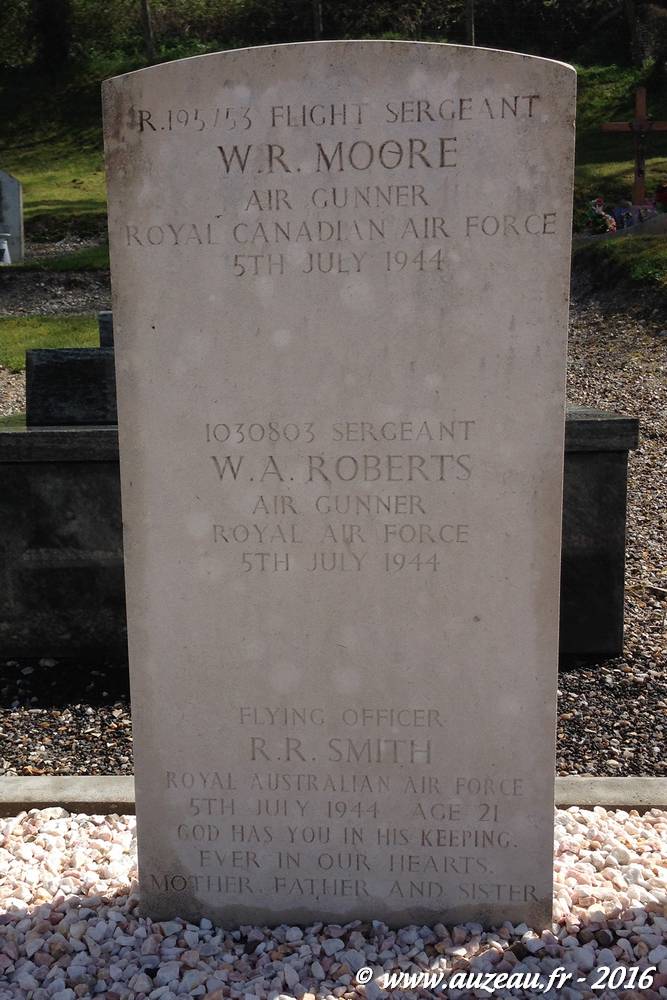 R.195753 FLIGHT SERGEANT
W.R. MOORE
AIR GUNNER
ROYAL CANADIAN AIR FORCE
5TH JULY 1944
1030803 SERGEANT
W.A. ROBERTS
AIR GUNNER
ROYAL AIR FORCE
5TH JULY 1944
FLYING OFFICER
R.R. SMITH
ROYAL AUSTRALIAN AIR FORCE
5TH JULY 1944 AGE 21
GOD HAS YOU IN HIS KEEPING.
EVER IN OUR HEARTS.
MOTHER, FATHER AND SISTER
© www.auzeau.fr - 2016